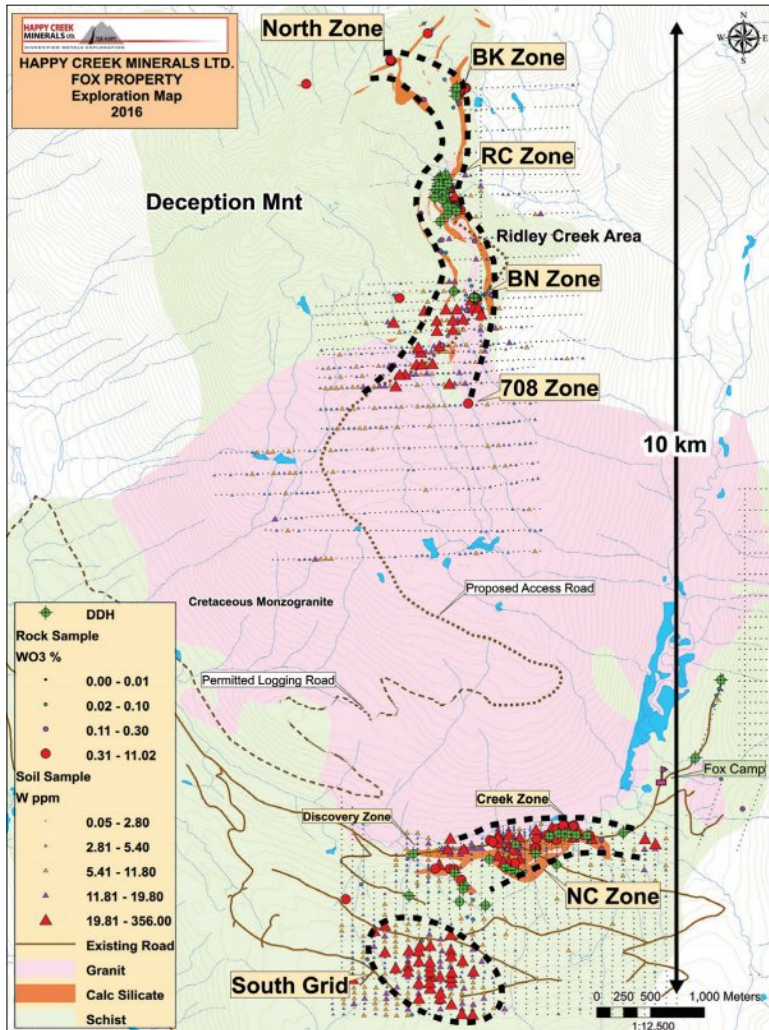 HAPPY CREEK
MINERALS LTD.
DIVERSIFIED METALS EXPLORATION
HAPPY CREEK MINERALS LTD.
FOX PROPERTY
Exploration Map
2016
N
W
E
S
North Zone
BK Zone
RC Zone
Deception Mnt
Ridley Creek Area
BN Zone
708 Zone
10 km
Cretaceous Monzogranite
Proposed Access Road
Permitted Logging Road
Fox Camp
Creek Zone
Discovery Zone
NC Zone
South Grid
DDH
Rock Sample
WO3 %
0.00 - 0.01
0.02 - 0.10
0.11 - 0.30
0.31 - 11.02
Soil Sample
W ppm
0.05 - 2.80
2.81 - 5.40
5.41 - 11.80
11.81 - 19.80
19.81 - 356.00
Existing Road
Granit
Calc Silicate
Schist
0 250 500 1,000 Meters
1:12,500